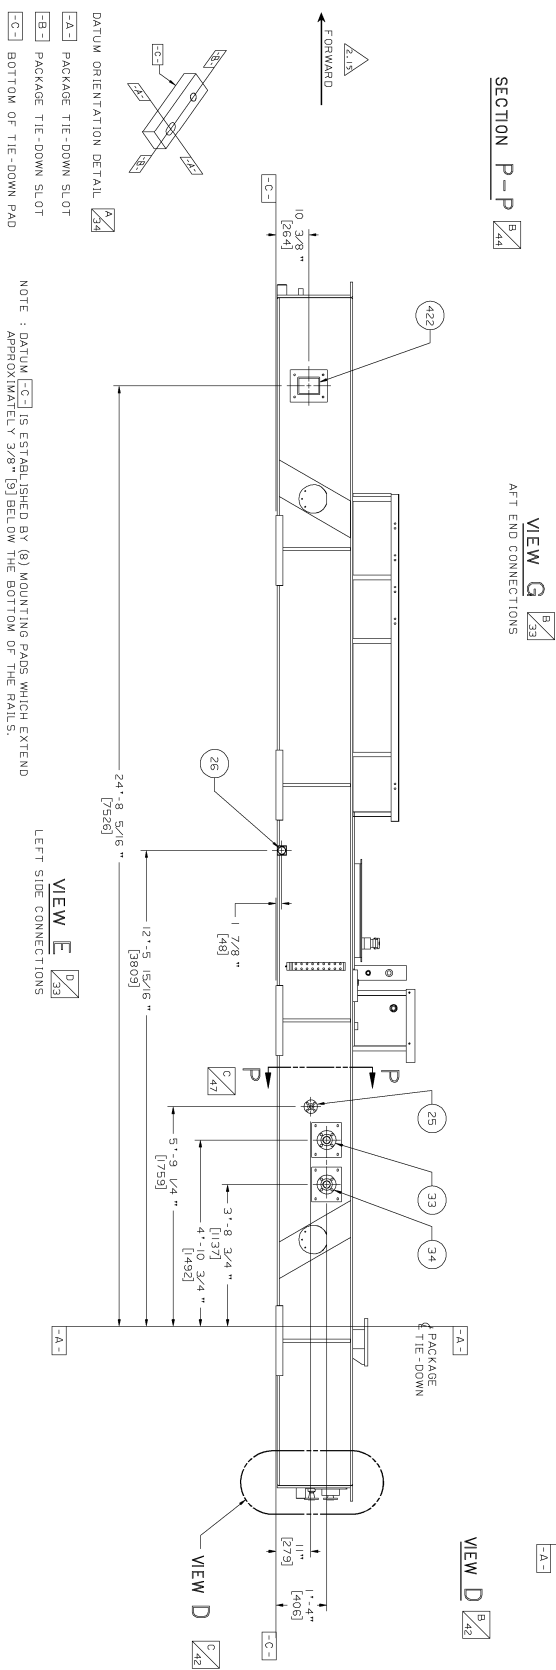 SECTION P-P
B
44
VIEW G
B
33
AFT END CONNECTIONS
VIEW D
B
42
-A-
2.15
FORWARD
422
25
33
34
PACKAGE
℄ TIE-DOWN
-A-
P
P
C
47
-C-
10 3/8"
[264]
26
1 7/8"
[48]
11"
[279]
1'-4"
[406]
-C-
3'-8 3/4"
[1137]
4'-10 3/4"
[1492]
5'-9 1/4"
[1759]
12'-5 15/16"
[3809]
24'-8 5/16"
[7526]
-A-
VIEW D
C
42
VIEW E
D
33
LEFT SIDE CONNECTIONS
-C-
-B-
-A-
-A-
-B-
DATUM ORIENTATION DETAIL
A
34
-A- PACKAGE TIE-DOWN SLOT
-B- PACKAGE TIE-DOWN SLOT
-C- BOTTOM OF TIE-DOWN PAD
NOTE : DATUM -C- IS ESTABLISHED BY (8) MOUNTING PADS WHICH EXTEND
APPROXIMATELY 3/8" [9] BELOW THE BOTTOM OF THE RAILS.